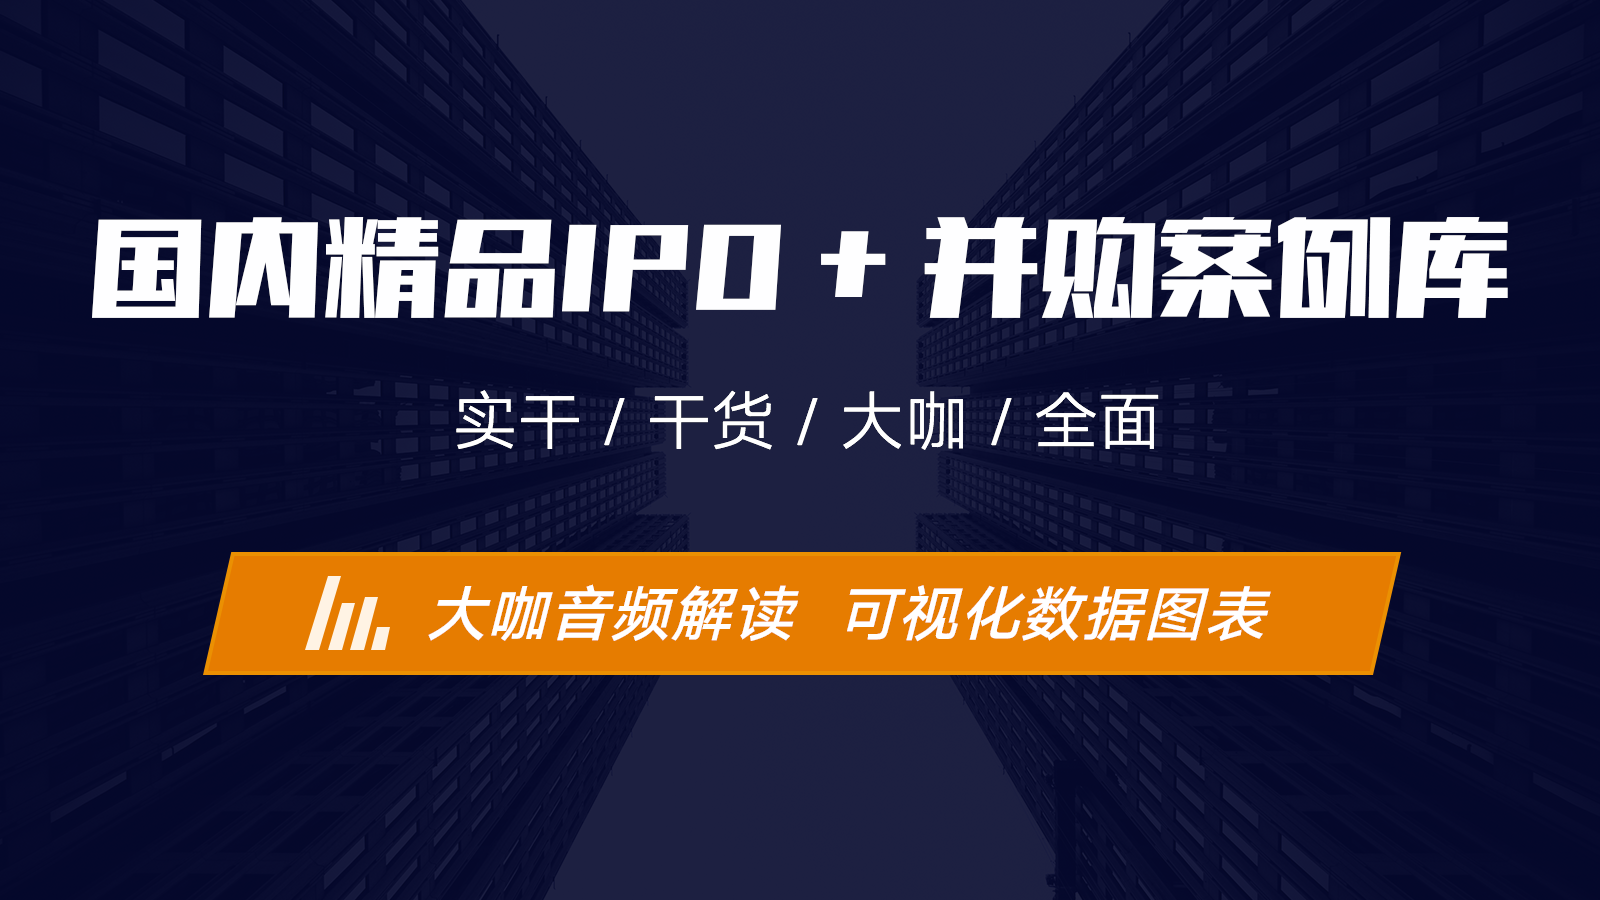 国内精品IPO + 并购案例库
实干 / 干货 / 大咖 / 全面
大咖音频解读 可视化数据图表